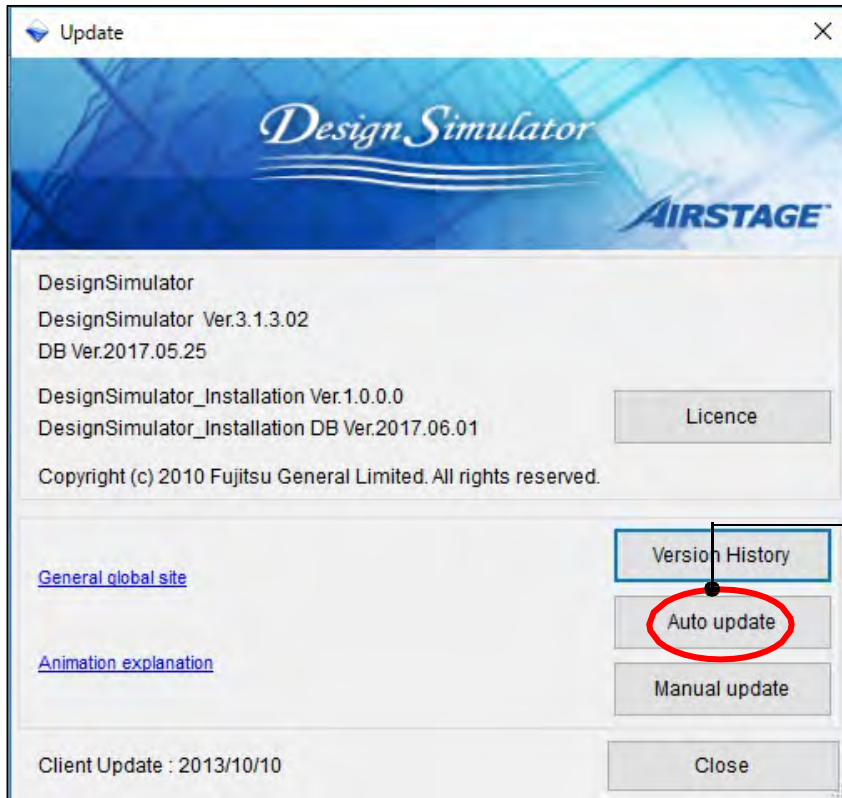 Update
Design Simulator
AIRSTAGE™
DesignSimulator
DesignSimulator Ver.3.1.3.02
DB Ver.2017.05.25
DesignSimulator_Installation Ver.1.0.0.0
DesignSimulator_Installation DB Ver.2017.06.01
Licence
Copyright (c) 2010 Fujitsu General Limited. All rights reserved.
Version History
General global site
Auto update
Animation explanation
Manual update
Client Update : 2013/10/10
Close